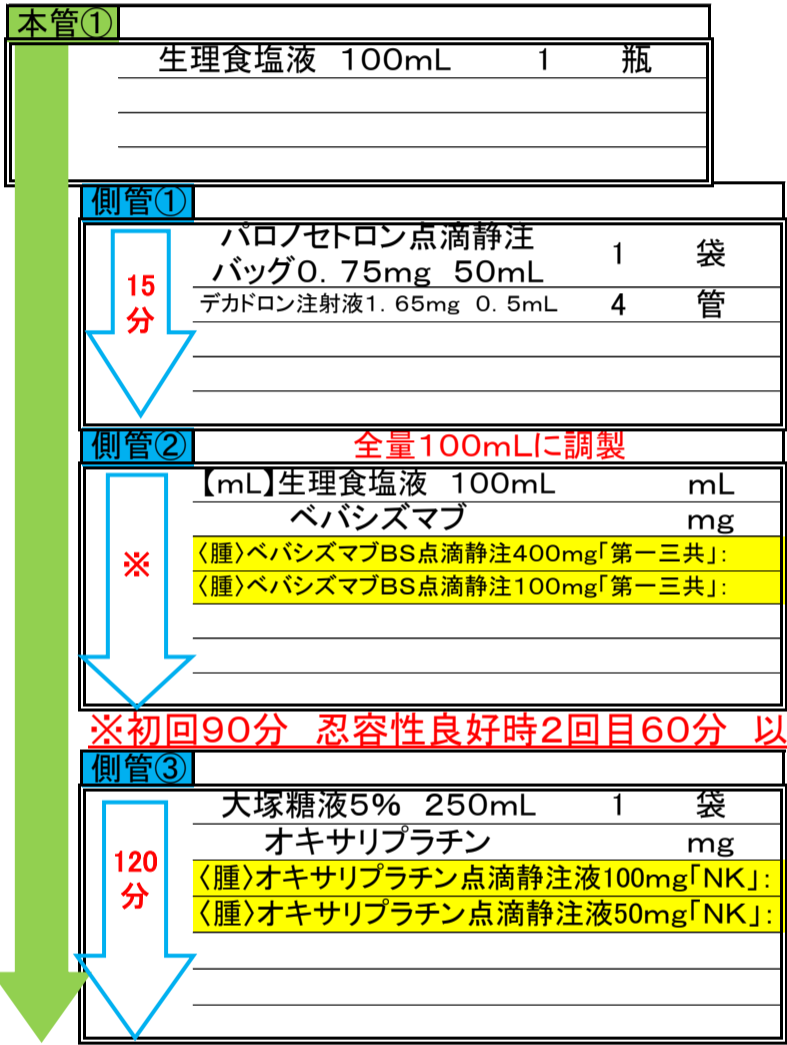 本管①
生理食塩液　100mL　1　瓶
側管①
パロノセトロン点滴静注
バッグ0．75mg　50mL　1　袋
15
分
デカドロン注射液1．65mg　0．5mL　4　管
側管②　全量100mLに調製
【mL】生理食塩液　100mL　mL
ベバシズマブ　mg
※
〈腫〉ベバシズマブBS点滴静注400mg「第一三共」：
〈腫〉ベバシズマブBS点滴静注100mg「第一三共」：
※初回90分　忍容性良好時2回目60分　以
側管③
大塚糖液5%　250mL　1　袋
オキサリプラチン　mg
120
分
〈腫〉オキサリプラチン点滴静注液100mg「NK」：
〈腫〉オキサリプラチン点滴静注液50mg「NK」：